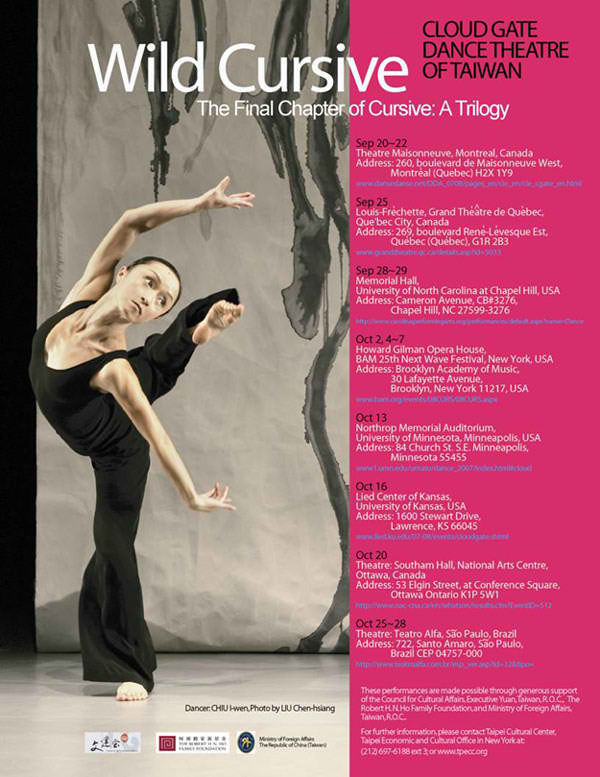 Wild Cursive
The Final Chapter of Cursive: A Trilogy
CLOUD GATE
DANCE THEATRE
OF TAIWAN
Sep 20~22
Theatre Maisonneuve, Montreal, Canada
Address: 260, boulevard de Maisonneuve West,
Montréal (Quebec) H2X 1Y9
Sep 25
Louis-Fréchette, Grand Théâtre de Québec,
Que'bec City, Canada
Address: 269, boulevard René-Lévesque Est,
Québec (Québec), G1R 2B3
Sep 28~29
Memorial Hall,
University of North Carolina at Chapel Hill, USA
Address: Cameron Avenue, CB#3276,
Chapel Hill, NC 27599-3276
Oct 2, 4~7
Howard Gilman Opera House,
BAM 25th Next Wave Festival, New York, USA
Address: Brooklyn Academy of Music,
30 Lafayette Avenue,
Brooklyn, New York 11217, USA
Oct 13
Northrop Memorial Auditorium,
University of Minnesota, Minneapolis, USA
Address: 84 Church St. S.E. Minneapolis,
Minnesota 55455
Oct 16
Lied Center of Kansas,
University of Kansas, USA
Address: 1600 Stewart Drive,
Lawrence, KS 66045
Oct 20
Theatre: Southam Hall, National Arts Centre,
Ottawa, Canada
Address: 53 Elgin Street, at Conference Square,
Ottawa Ontario K1P 5W1
Oct 25~28
Theatre: Teatro Alfa, São Paulo, Brazil
Address: 722, Santo Amaro, São Paulo,
Brazil CEP 04757-000
These performances are made possible through generous support
of the Council for Cultural Affairs, Executive Yuan, Taiwan, R.O.C., The
Robert H. N. Ho Family Foundation, and Ministry of Foreign Affairs,
Taiwan, R.O.C..
For further, information, please contact Taipei Cultural Center,
Taipei Economic and Cultural Office in New York at:
(212) 697-6188 ext 3; or www.tpecc.org
Dancer: CHIU I-wen, Photo by LIU Chen-hsiang
THE ROBERT H. N. HO
FAMILY FOUNDATION
Ministry of Foreign Affairs
The Republic of China (Taiwan)